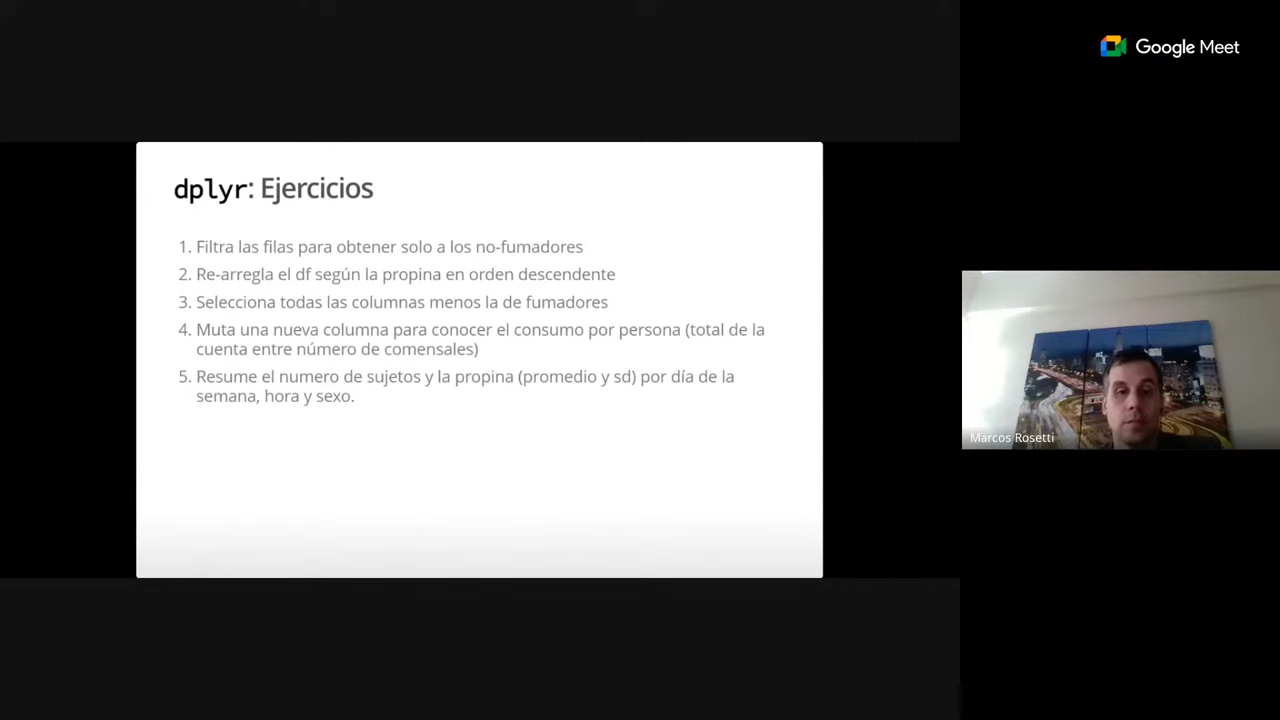 Google Meet
dplyr: Ejercicios
1. Filtra las filas para obtener solo a los no-fumadores
2. Re-arregla el df según la propina en orden descendente
3. Selecciona todas las columnas menos la de fumadores
4. Muta una nueva columna para conocer el consumo por persona (total de la
cuenta entre número de comensales)
5. Resume el numero de sujetos y la propina (promedio y sd) por día de la
semana, hora y sexo.
Marcos Rosetti